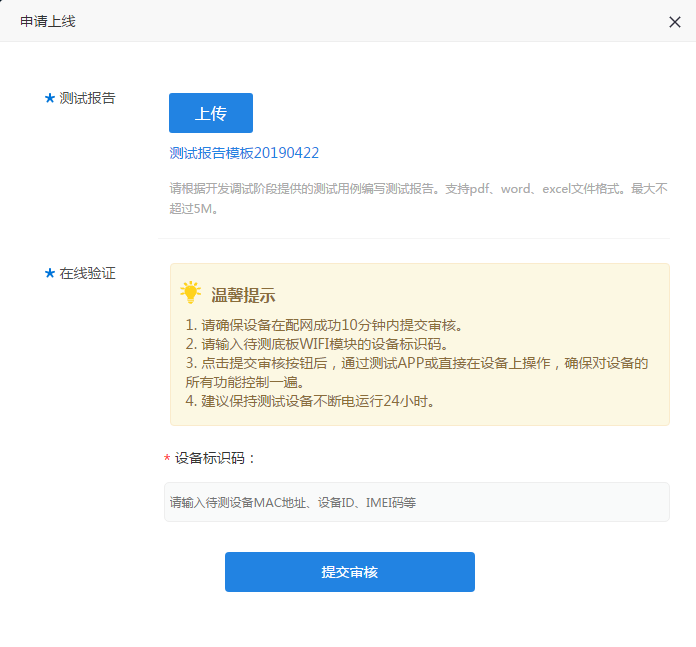 申请上线
* 测试报告
上传
测试报告模板20190422
请根据开发调试阶段提供的测试用例编写测试报告。支持pdf、word、excel文件格式。最大不
超过5M。
* 在线验证
温馨提示
1. 请确保设备在配网成功10分钟内提交审核。
2. 请输入待测底板WIFI模块的设备标识码。
3. 点击提交审核按钮后，通过测试APP或直接在设备上操作，确保对设备的
所有功能控制一遍。
4. 建议保持测试设备不断电运行24小时。
* 设备标识码：
请输入待测设备MAC地址、设备ID、IMEI码等
提交审核